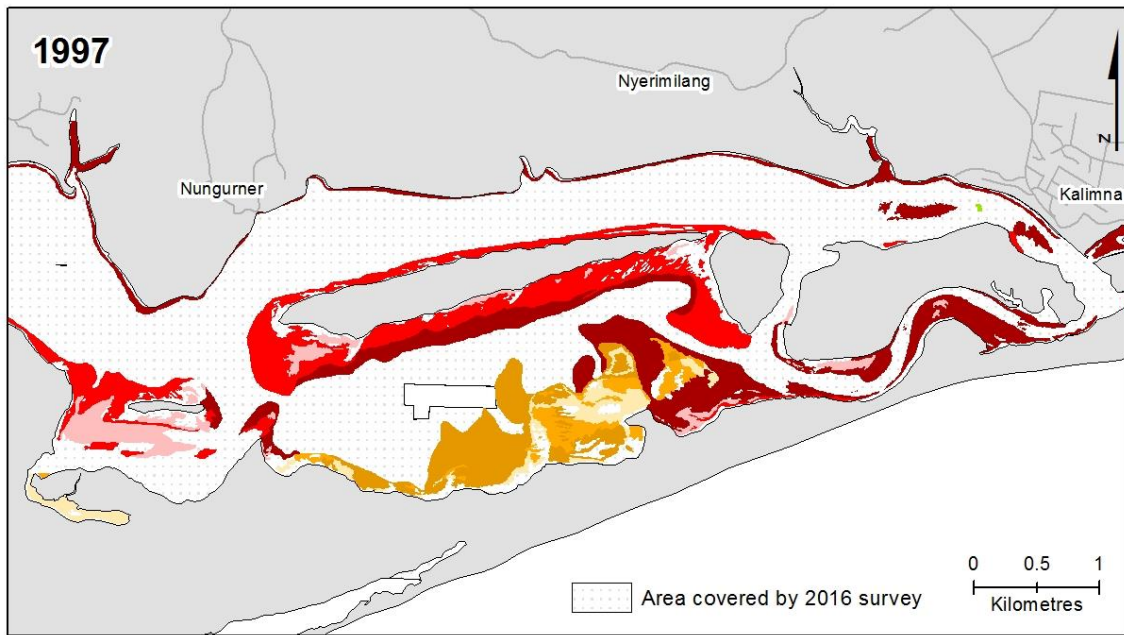 1997
Nyerimilang
Nungurner
Kalimna
N
0 0.5 1
Kilometres
Area covered by 2016 survey